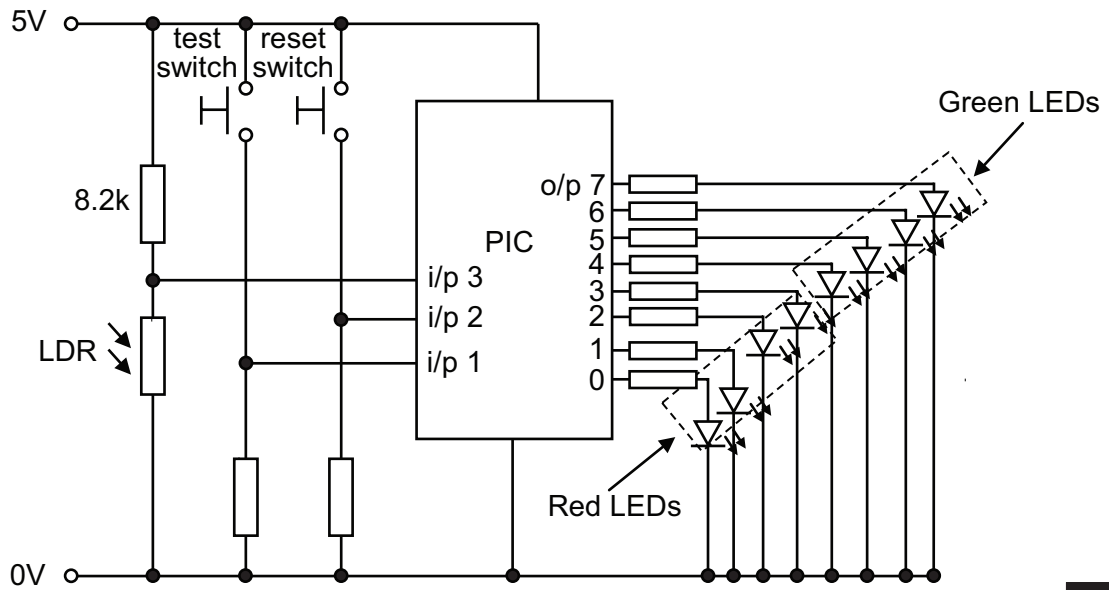 5V
test
switch
reset
switch
Green LEDs
8.2k
o/p 7
6
5
4
3
2
1
0
PIC
i/p 3
i/p 2
i/p 1
LDR
Red LEDs
0V